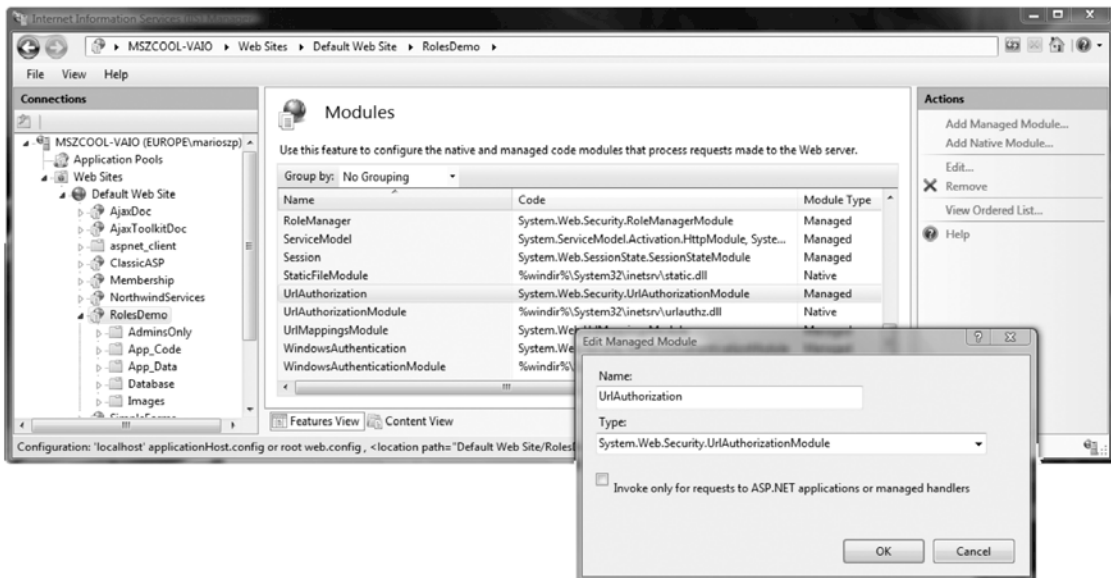 Internet Information Services (IIS) Manager
MSZCOOL-VAIO Web Sites Default Web Site RolesDemo
File View Help
Connections
MSZCOOL-VAIO (EUROPE\marioszp)
Application Pools
Web Sites
Default Web Site
AjaxDoc
AjaxToolkitDoc
aspnet_client
ClassicASP
Membership
NorthwindServices
RolesDemo
AdminsOnly
App_Code
App_Data
Database
Images
Modules
Use this feature to configure the native and managed code modules that process requests made to the Web server.
Group by: No Grouping
Name Code Module Type
RoleManager System.Web.Security.RoleManagerModule Managed
ServiceModel System.ServiceModel.Activation.HttpModule, Syste... Managed
Session System.Web.SessionState.SessionStateModule Managed
StaticFileModule %windir%\System32\inetsrv\static.dll Native
UrlAuthorization System.Web.Security.UrlAuthorizationModule Managed
UrlAuthorizationModule %windir%\System32\inetsrv\urlauthz.dll Native
UrlMappingsModule
WindowsAuthentication System.We
WindowsAuthenticationModule %windir%\
Features View Content View
Configuration: 'localhost' applicationHost.config or root web.config , <location path="Default Web Site/Roles
Actions
Add Managed Module...
Add Native Module...
Edit...
Remove
View Ordered List...
Help
Edit Managed Module
Name:
UrlAuthorization
Type:
System.Web.Security.UrlAuthorizationModule
Invoke only for requests to ASP.NET applications or managed handlers
OK Cancel